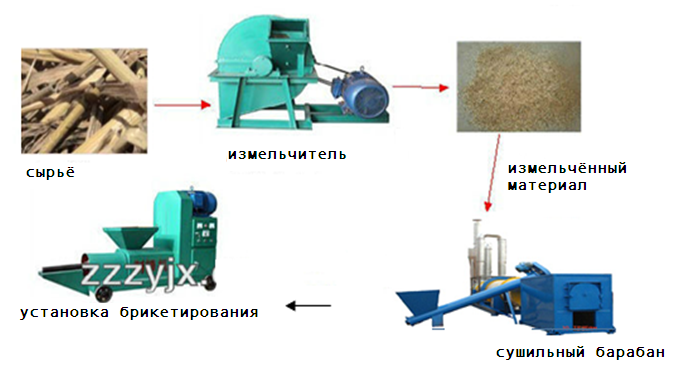 сырьё
измельчитель
измельчённый
материал
zzzyjx.
установка брикетирования
сушильный барабан